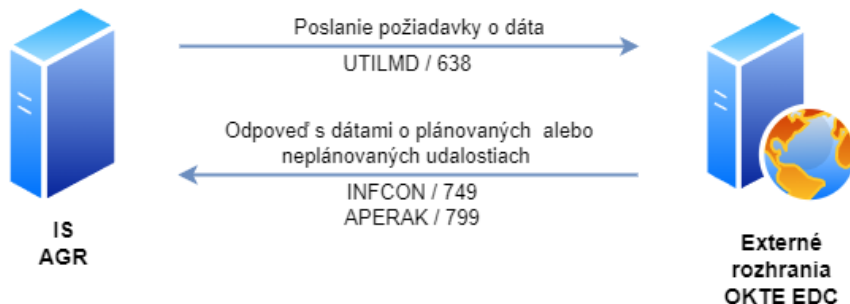 Poslanie požiadavky o dáta
UTILMD / 638
Odpoveď s dátami o plánovaných alebo
neplánovaných udalostiach
INFCON / 749
APERAK / 799
IS
AGR
Externé
rozhrania
OKTE EDC